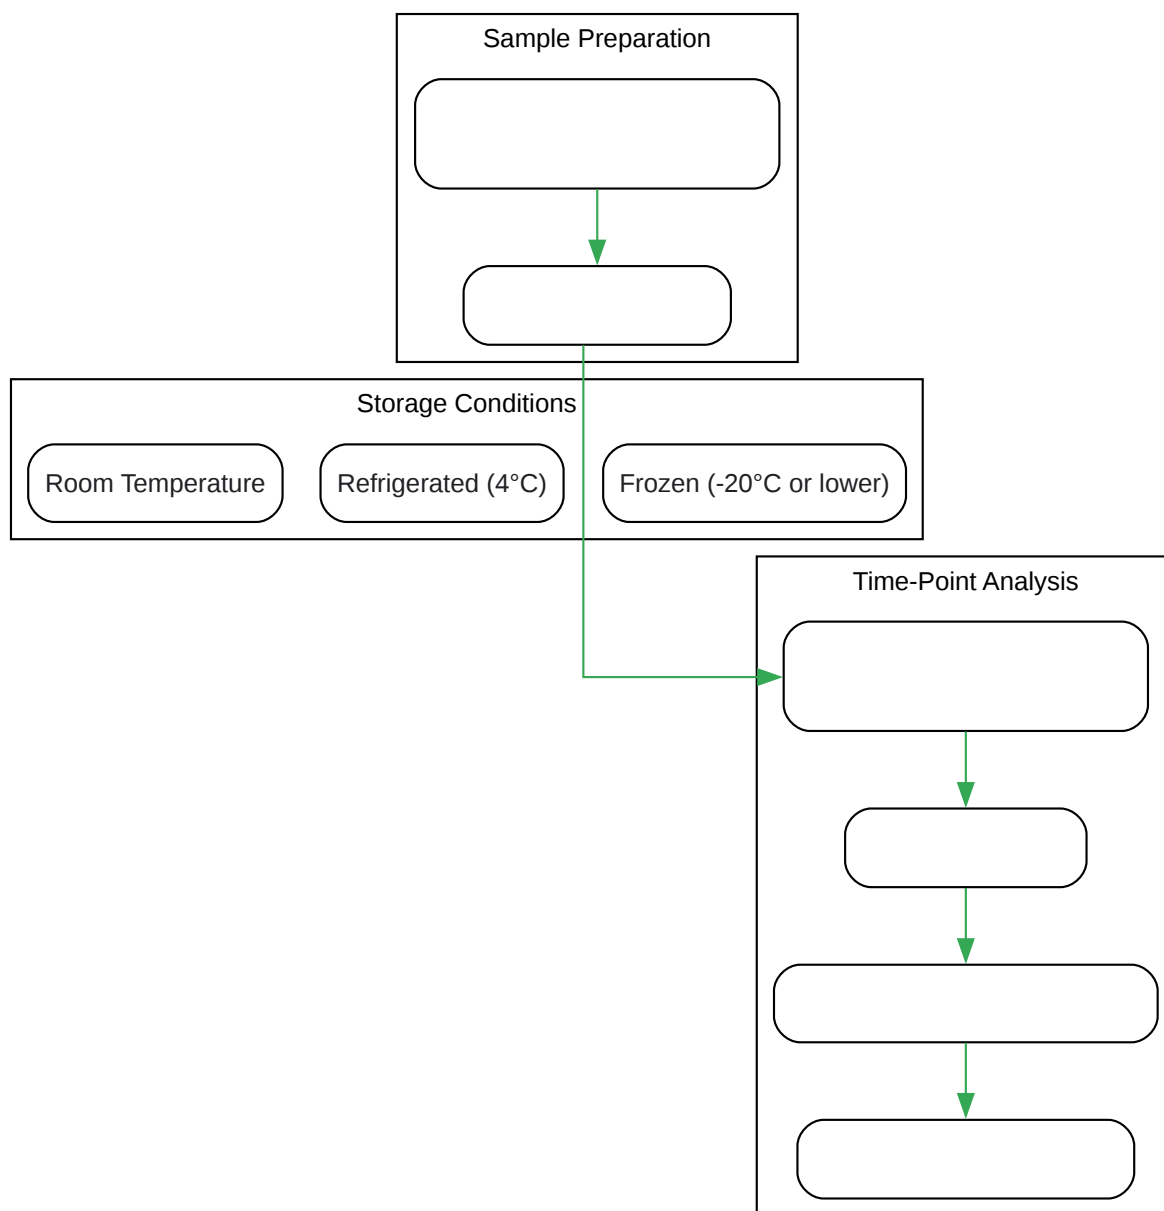 Sample Preparation
Storage Conditions
Room Temperature
Refrigerated (4°C)
Frozen (-20°C or lower)
Time-Point Analysis